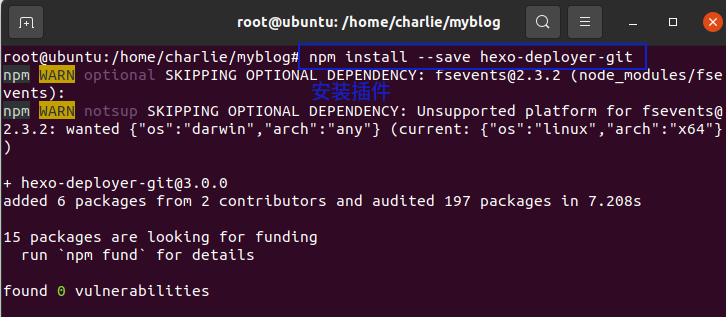 root@ubuntu: /home/charlie/myblog
root@ubuntu:/home/charlie/myblog# npm install --save hexo-deployer-git
npm WARN optional SKIPPING OPTIONAL DEPENDENCY: fsevents@2.3.2 (node_modules/fse
vents):
安装插件
npm WARN notsup SKIPPING OPTIONAL DEPENDENCY: Unsupported platform for fsevents@
2.3.2: wanted {"os":"darwin","arch":"any"} (current: {"os":"linux","arch":"x64"}
)
+ hexo-deployer-git@3.0.0
added 6 packages from 2 contributors and audited 197 packages in 7.208s
15 packages are looking for funding
  run `npm fund` for details
found 0 vulnerabilities